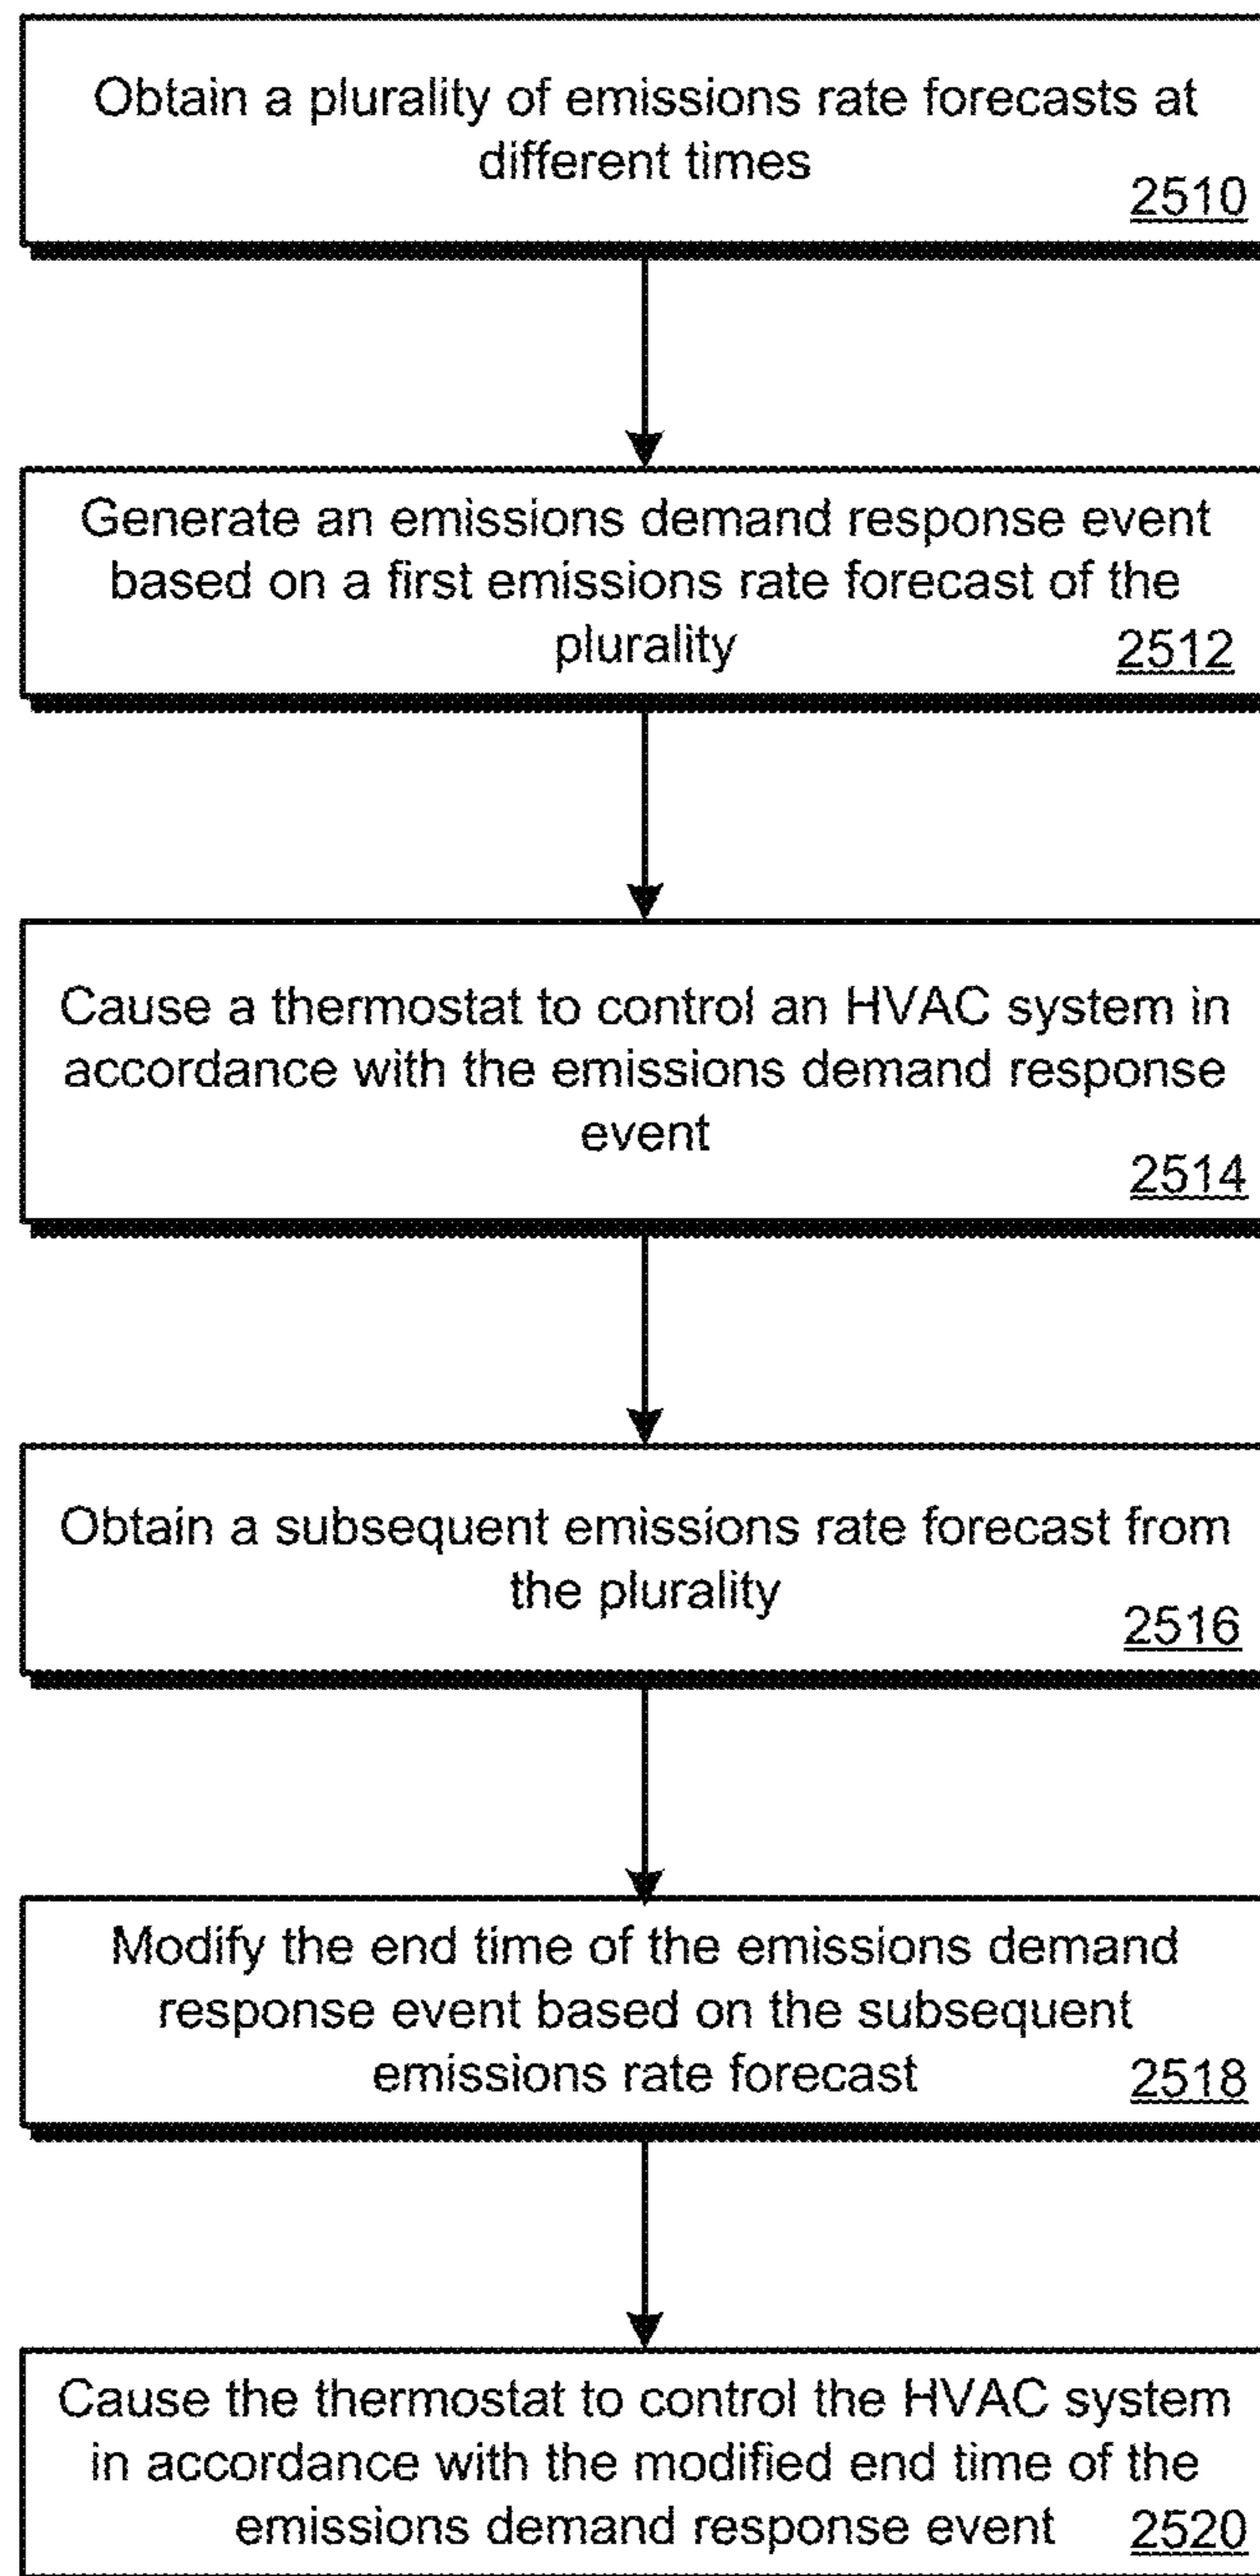 Obtain a plurality of emissions rate forecasts at
different times
2510
Generate an emissions demand response event
based on a first emissions rate forecast of the
plurality
2512
Cause a thermostat to control an HVAC system in
accordance with the emissions demand response
event
2514
Obtain a subsequent emissions rate forecast from
the plurality
2516
Modify the end time of the emissions demand
response event based on the subsequent
emissions rate forecast
2518
Cause the thermostat to control the HVAC system
in accordance with the modified end time of the
emissions demand response event
2520